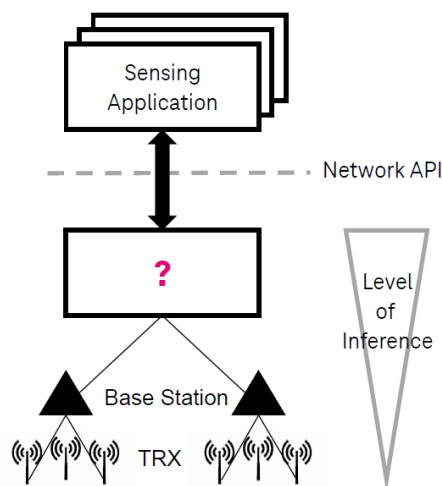 Sensing
Application
Network API
?
Level
of
Inference
Base Station
TRX